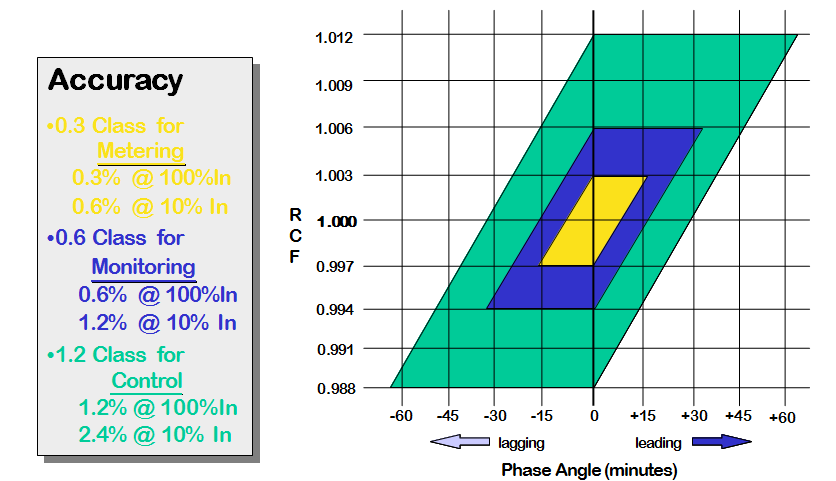 Accuracy
•0.3 Class for
Metering
0.3% @ 100%In
0.6% @ 10% In
•0.6 Class for
Monitoring
0.6% @ 100%In
1.2% @ 10% In
•1.2 Class for
Control
1.2% @ 100%In
2.4% @ 10% In
R
C
F
1.012
1.009
1.006
1.003
1.000
0.997
0.994
0.991
0.988
-60 -45 -30 -15 0 +15 +30 +45 +60
lagging leading
Phase Angle (minutes)